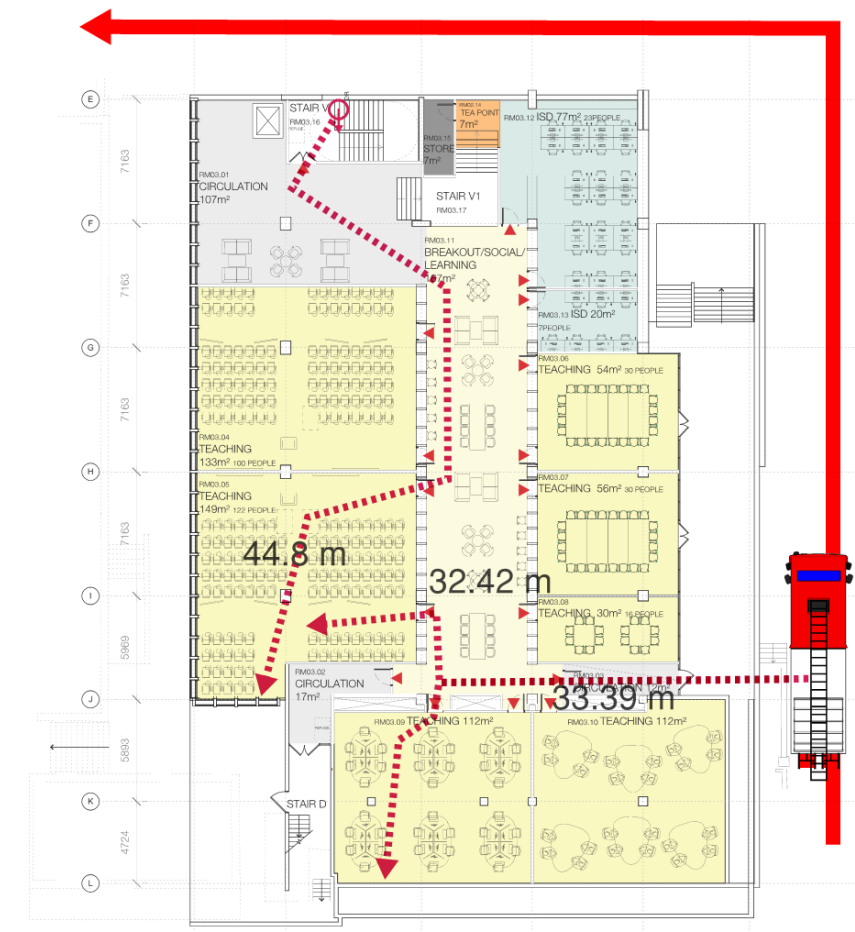 E
STAIR V
RM03.16
RM03.14
TEA POINT
7m²
RM03.12 ISD 77m² 23PEOPLE
RM03.15
STORE
7m²
7163
RM03.01
CIRCULATION
107m²
STAIR V1
RM03.17
F
RM03.11
BREAKOUT/SOCIAL/
LEARNING
7163
RM03.13 ISD 20m²
7PEOPLE
G
RM03.06
TEACHING 54m² 30 PEOPLE
7163
RM03.04
TEACHING
133m² 100 PEOPLE
H
RM03.05
TEACHING
149m² 122 PEOPLE
RM03.07
TEACHING 56m² 30 PEOPLE
7163
44.8 m
32.42 m
I
RM03.08
TEACHING 30m² 16 PEOPLE
5969
RM03.02
CIRCULATION
17m²
RM03.03
CIRCULATION 12m²
33.39 m
J
RM03.09 TEACHING 112m²
RM03.10 TEACHING 112m²
5893
K
STAIR D
4724
L